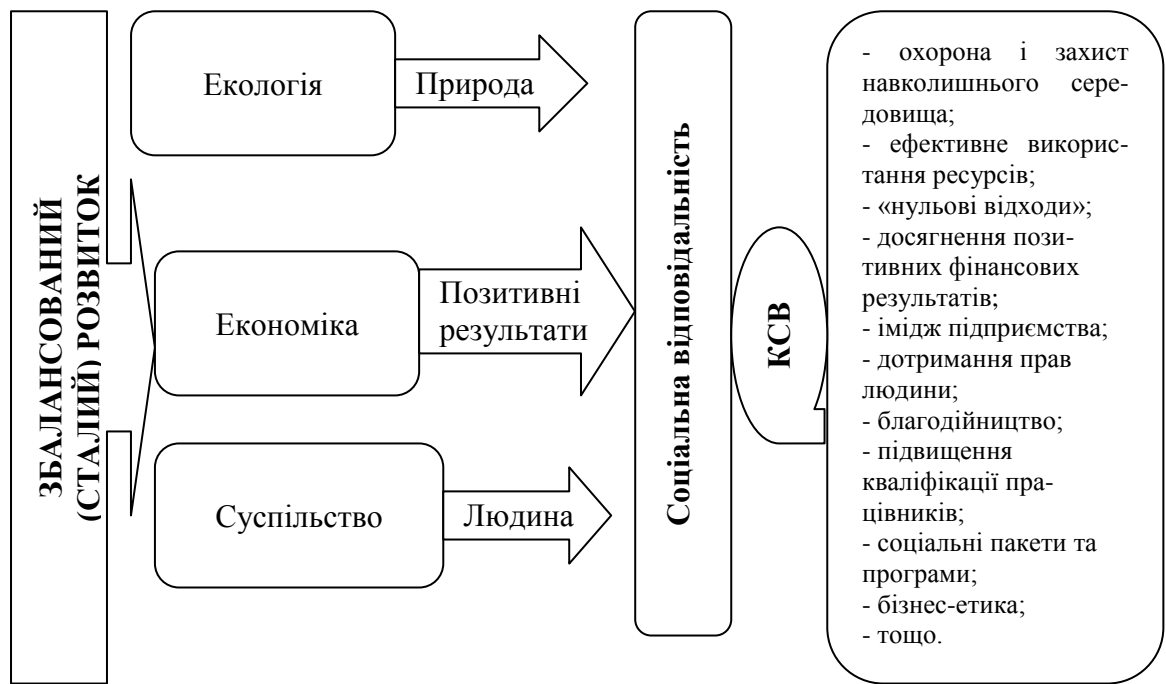 ЗБАЛАНСОВАНИЙ
(СТАЛИЙ) РОЗВИТОК
Екологія
Природа
Економіка
Позитивні
результати
Суспільство
Людина
Соціальна відповідальність
КСВ
- охорона і захист
навколишнього сере-
довища;
- ефективне викорис-
тання ресурсів;
- «нульові відходи»;
- досягнення пози-
тивних фінансових
результатів;
- імідж підприємства;
- дотримання прав
людини;
- благодійництво;
- підвищення
кваліфікації пра-
цівників;
- соціальні пакети та
програми;
- бізнес-етика;
- тощо.